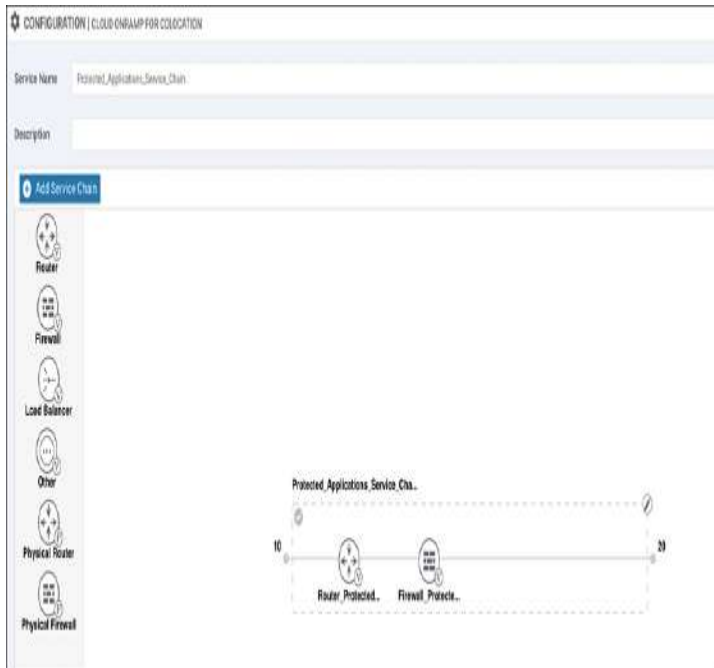 CONFIGURATION | CLOUD ONRAMP FOR COLOCATION
Service Name
Protected_Applications_Service_Chain
Description
Add Service Chain
Router
Firewall
Load Balancer
Other
Physical Router
Physical Firewall
Protected_Applications_Service_Cha...
10
20
Router_Protected...
Firewall_Protecte...